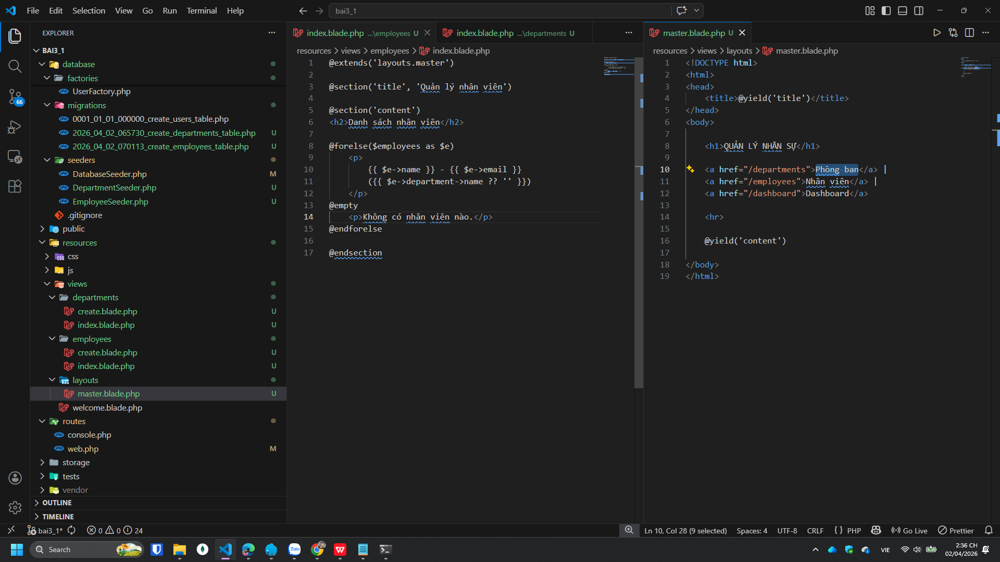 File Edit Selection View Go Run Terminal Help
bai3_1
EXPLORER
BAI3_1
database
factories
UserFactory.php
migrations
0001_01_01_000000_create_users_table.php
2026_04_02_065730_create_departments_table.php U
2026_04_02_070113_create_employees_table.php U
seeders
DatabaseSeeder.php M
DepartmentSeeder.php U
EmployeeSeeder.php U
.gitignore
public
resources
css
js
views
departments
create.blade.php U
index.blade.php U
employees
create.blade.php U
index.blade.php U
layouts
master.blade.php U
welcome.blade.php
routes
console.php
web.php M
storage
tests
vendor
OUTLINE
TIMELINE
66
index.blade.php ...\employees U
index.blade.php ...\departments U
resources > views > employees > index.blade.php
1 @extends('layouts.master')
2
3 @section('title', 'Quản lý nhân viên')
4
5 @section('content')
6 <h2>Danh sách nhân viên</h2>
7
8 @forelse($employees as $e)
9 <p>
10 {{ $e->name }} - {{ $e->email }}
11 ({{ $e->department->name ?? '' }})
12 </p>
13 @empty
14 <p>Không có nhân viên nào.</p>
15 @endforelse
16
17 @endsection
master.blade.php U
resources > views > layouts > master.blade.php
1 <!DOCTYPE html>
2 <html>
3 <head>
4 <title>@yield('title')</title>
5 </head>
6 <body>
7
8 <h1>QUẢN LÝ NHÂN SỰ</h1>
9
10 <a href="/departments">Phòng ban</a> |
11 <a href="/employees">Nhân viên</a> |
12 <a href="/dashboard">Dashboard</a>
13
14 <hr>
15
16 @yield('content')
17
18 </body>
19 </html>
bai3_1* 0 0 24
Ln 10, Col 28 (9 selected) Spaces: 4 UTF-8 CRLF { } PHP Go Live Prettier
Search
Zalo
VIE
2:36 CH
02/04/2026